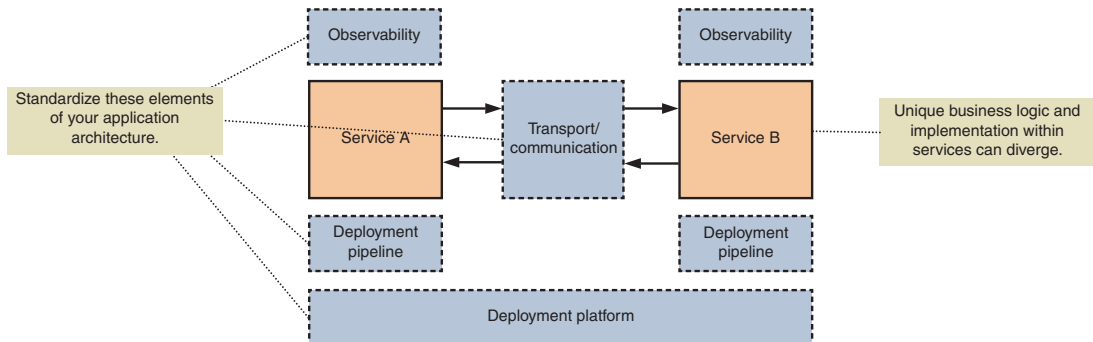 Observability
Observability
Standardize these elements
of your application
architecture.
Service A
Transport/
communication
Service B
Unique business logic and
implementation within
services can diverge.
Deployment
pipeline
Deployment
pipeline
Deployment platform